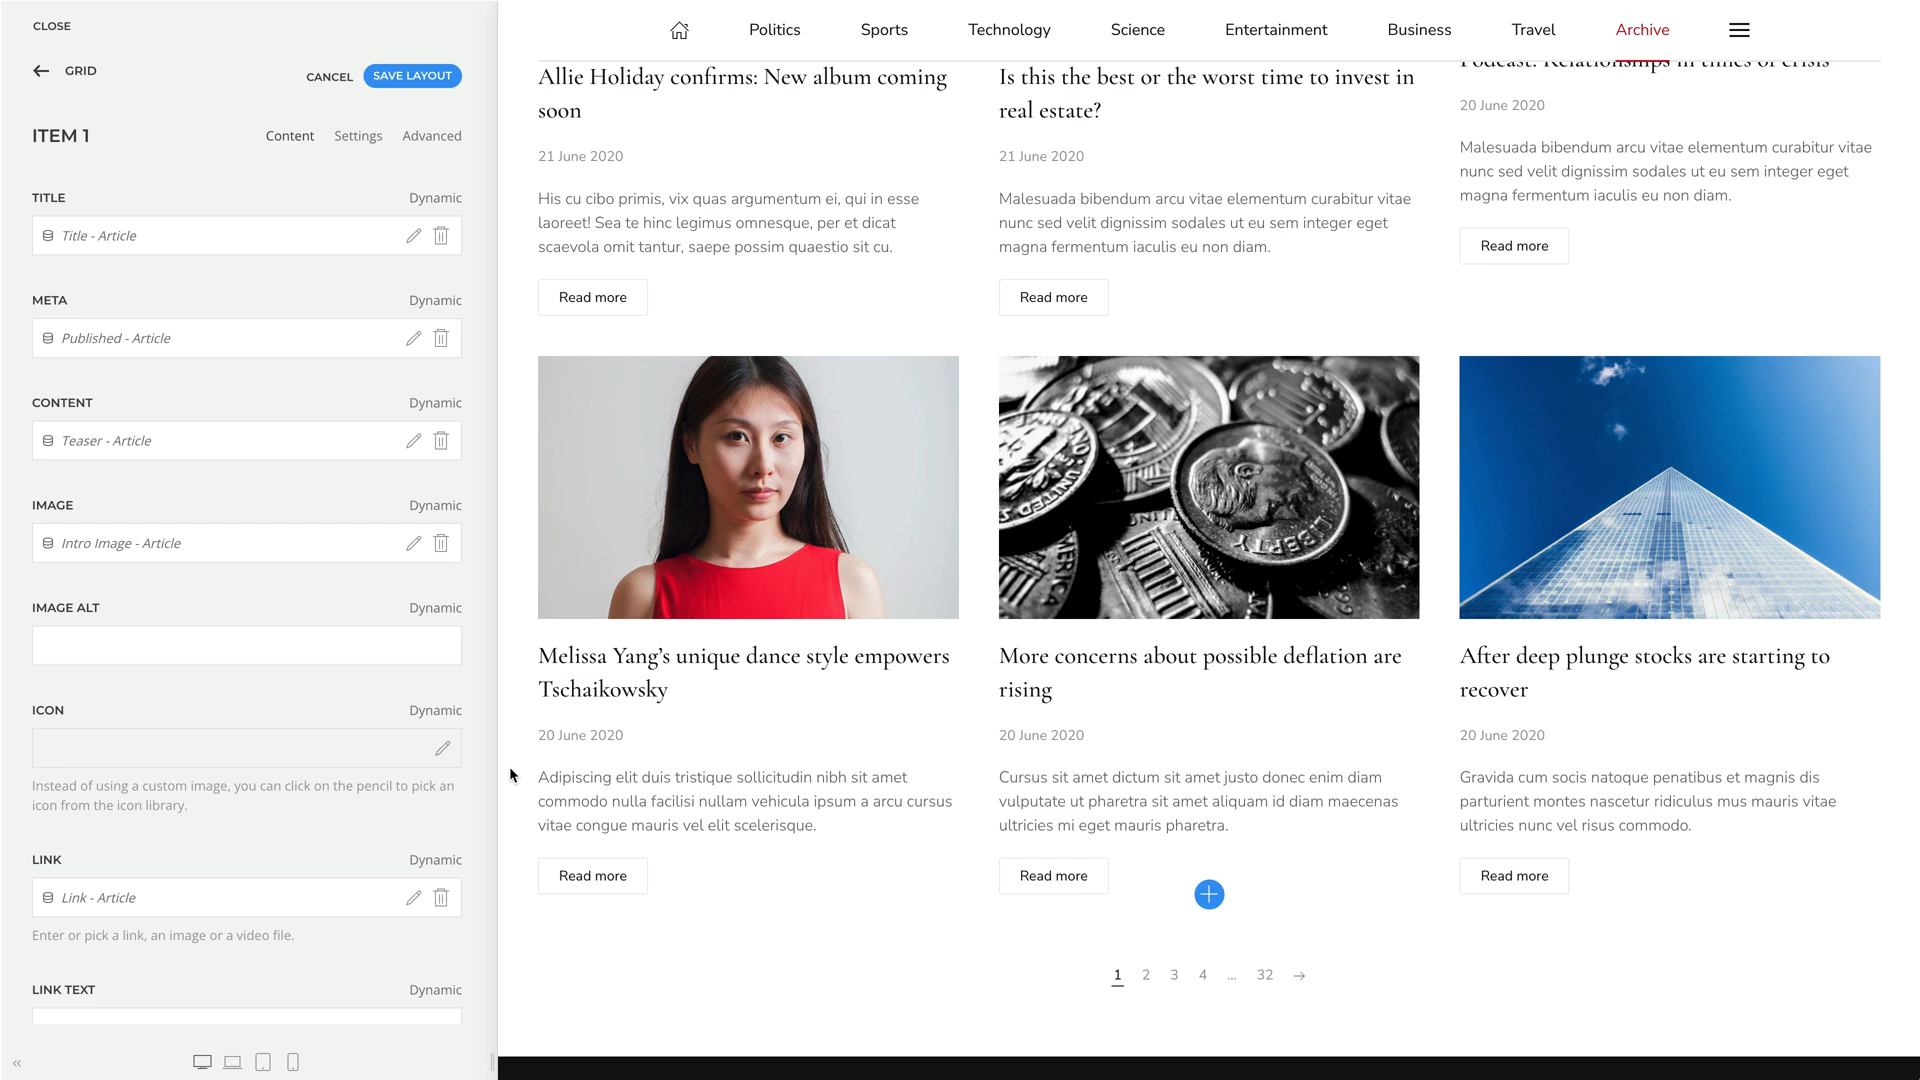 CLOSE
GRID
CANCEL
SAVE LAYOUT
ITEM 1
Content
Settings
Advanced
TITLE
Dynamic
Title - Article
META
Dynamic
Published - Article
CONTENT
Dynamic
Teaser - Article
IMAGE
Dynamic
Intro Image - Article
IMAGE ALT
Dynamic
ICON
Dynamic
Instead of using a custom image, you can click on the pencil to pick an
icon from the icon library.
LINK
Dynamic
Link - Article
Enter or pick a link, an image or a video file.
LINK TEXT
Dynamic
Politics
Sports
Technology
Science
Entertainment
Business
Travel
Archive
Allie Holiday confirms: New album coming
soon
21 June 2020
His cu cibo primis, vix quas argumentum ei, qui in esse
laoreet! Sea te hinc legimus omnesque, per et dicat
scaevola omit tantur, saepe possim quaestio sit cu.
Read more
Is this the best or the worst time to invest in
real estate?
21 June 2020
Malesuada bibendum arcu vitae elementum curabitur vitae
nunc sed velit dignissim sodales ut eu sem integer eget
magna fermentum iaculis eu non diam.
Read more
Podcast: Relationships in times of crisis
20 June 2020
Malesuada bibendum arcu vitae elementum curabitur vitae
nunc sed velit dignissim sodales ut eu sem integer eget
magna fermentum iaculis eu non diam.
Read more
Melissa Yang's unique dance style empowers
Tschaikowsky
20 June 2020
Adipiscing elit duis tristique sollicitudin nibh sit amet
commodo nulla facilisi nullam vehicula ipsum a arcu cursus
vitae congue mauris vel elit scelerisque.
Read more
LIBERTY
More concerns about possible deflation are
rising
20 June 2020
Cursus sit amet dictum sit amet justo donec enim diam
vulputate ut pharetra sit amet aliquam id diam maecenas
ultricies mi eget mauris pharetra.
Read more
After deep plunge stocks are starting to
recover
20 June 2020
Gravida cum sociis natoque penatibus et magnis dis
parturient montes nascetur ridiculus mus mauris vitae
ultricies nunc vel risus commodo.
Read more
1 2 3 4 ... 32